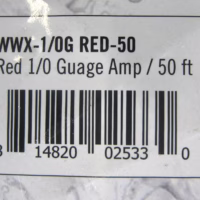 WWX-1/0G RED-50
Red 1/0 Guage Amp / 50 ft
14820 02533 0